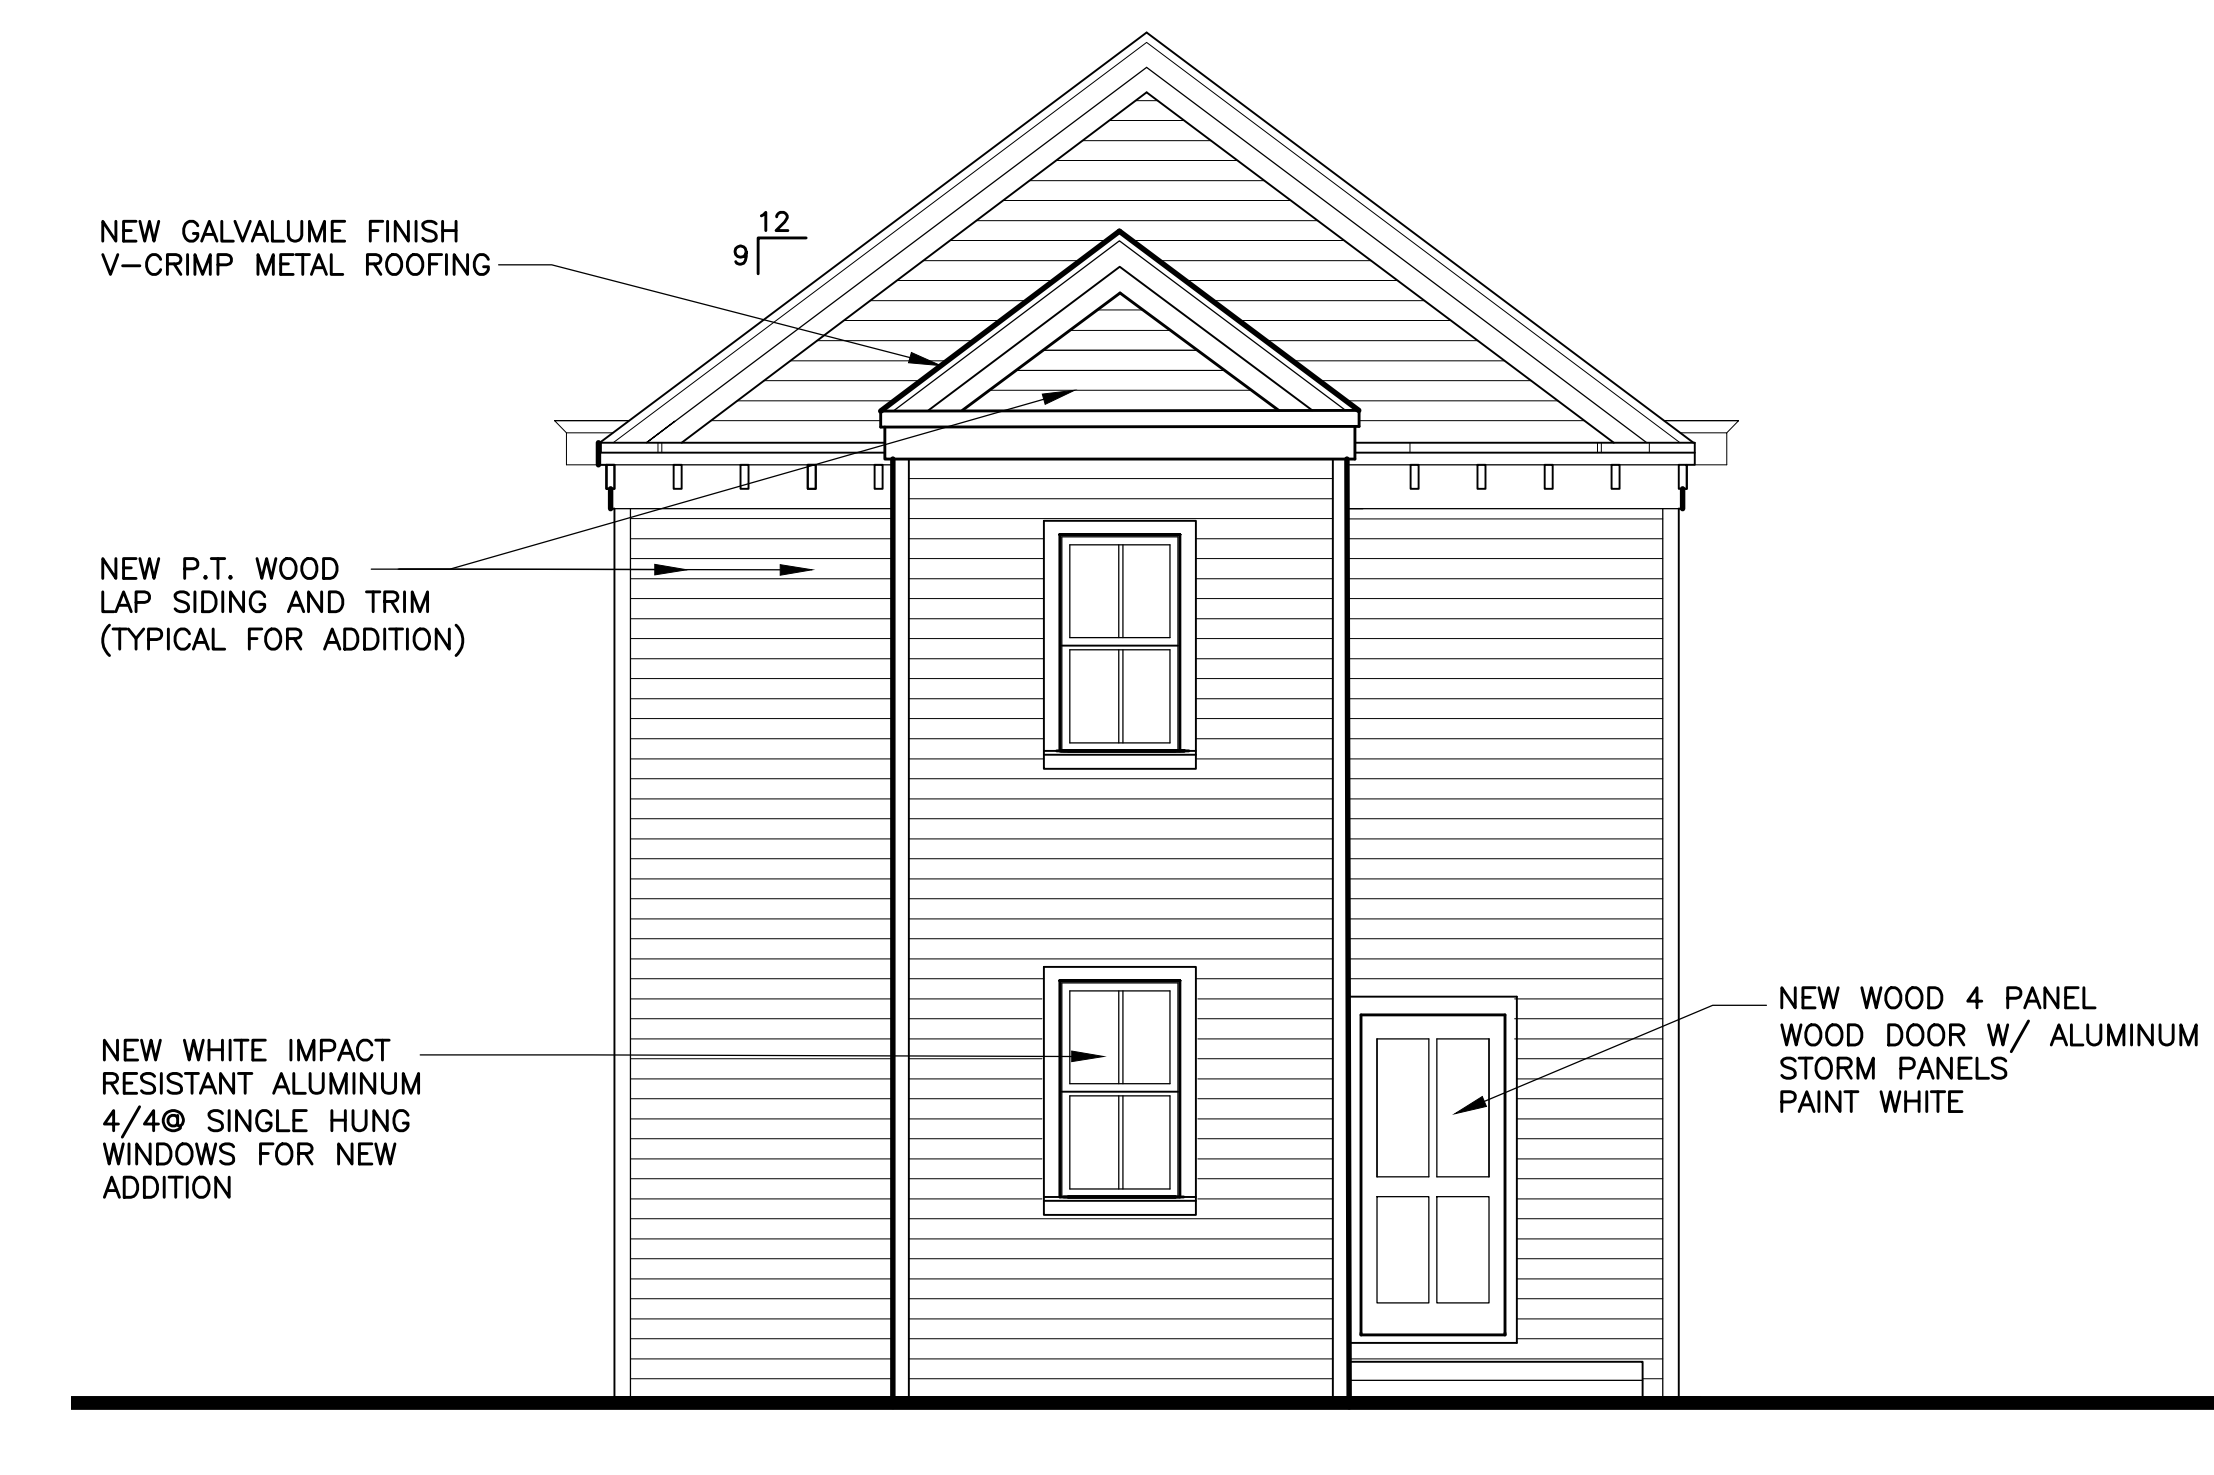 12
9
NEW GALVALUME FINISH
V-CRIMP METAL ROOFING
NEW P.T. WOOD
LAP SIDING AND TRIM
(TYPICAL FOR ADDITION)
NEW WHITE IMPACT
RESISTANT ALUMINUM
4/4@ SINGLE HUNG
WINDOWS FOR NEW
ADDITION
NEW WOOD 4 PANEL
WOOD DOOR W/ ALUMINUM
STORM PANELS
PAINT WHITE